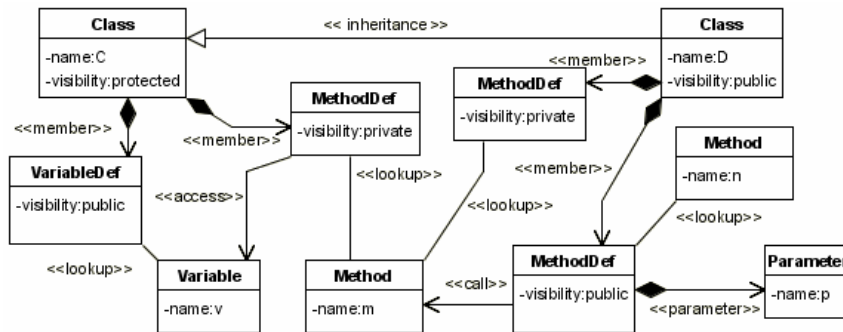 Class
-name:C
-visibility:protected
<< inheritance >>
Class
-name:D
-visibility:public
<<member>>
<<member>>
MethodDef
-visibility:private
<<member>>
MethodDef
-visibility:private
Method
-name:n
VariableDef
-visibility:public
<<access>>
<<lookup>>
<<member>>
<<lookup>>
<<lookup>>
<<lookup>>
Variable
-name:v
Method
-name:m
<<call>>
MethodDef
-visibility:public
<<parameter>>
Parameter
-name:p